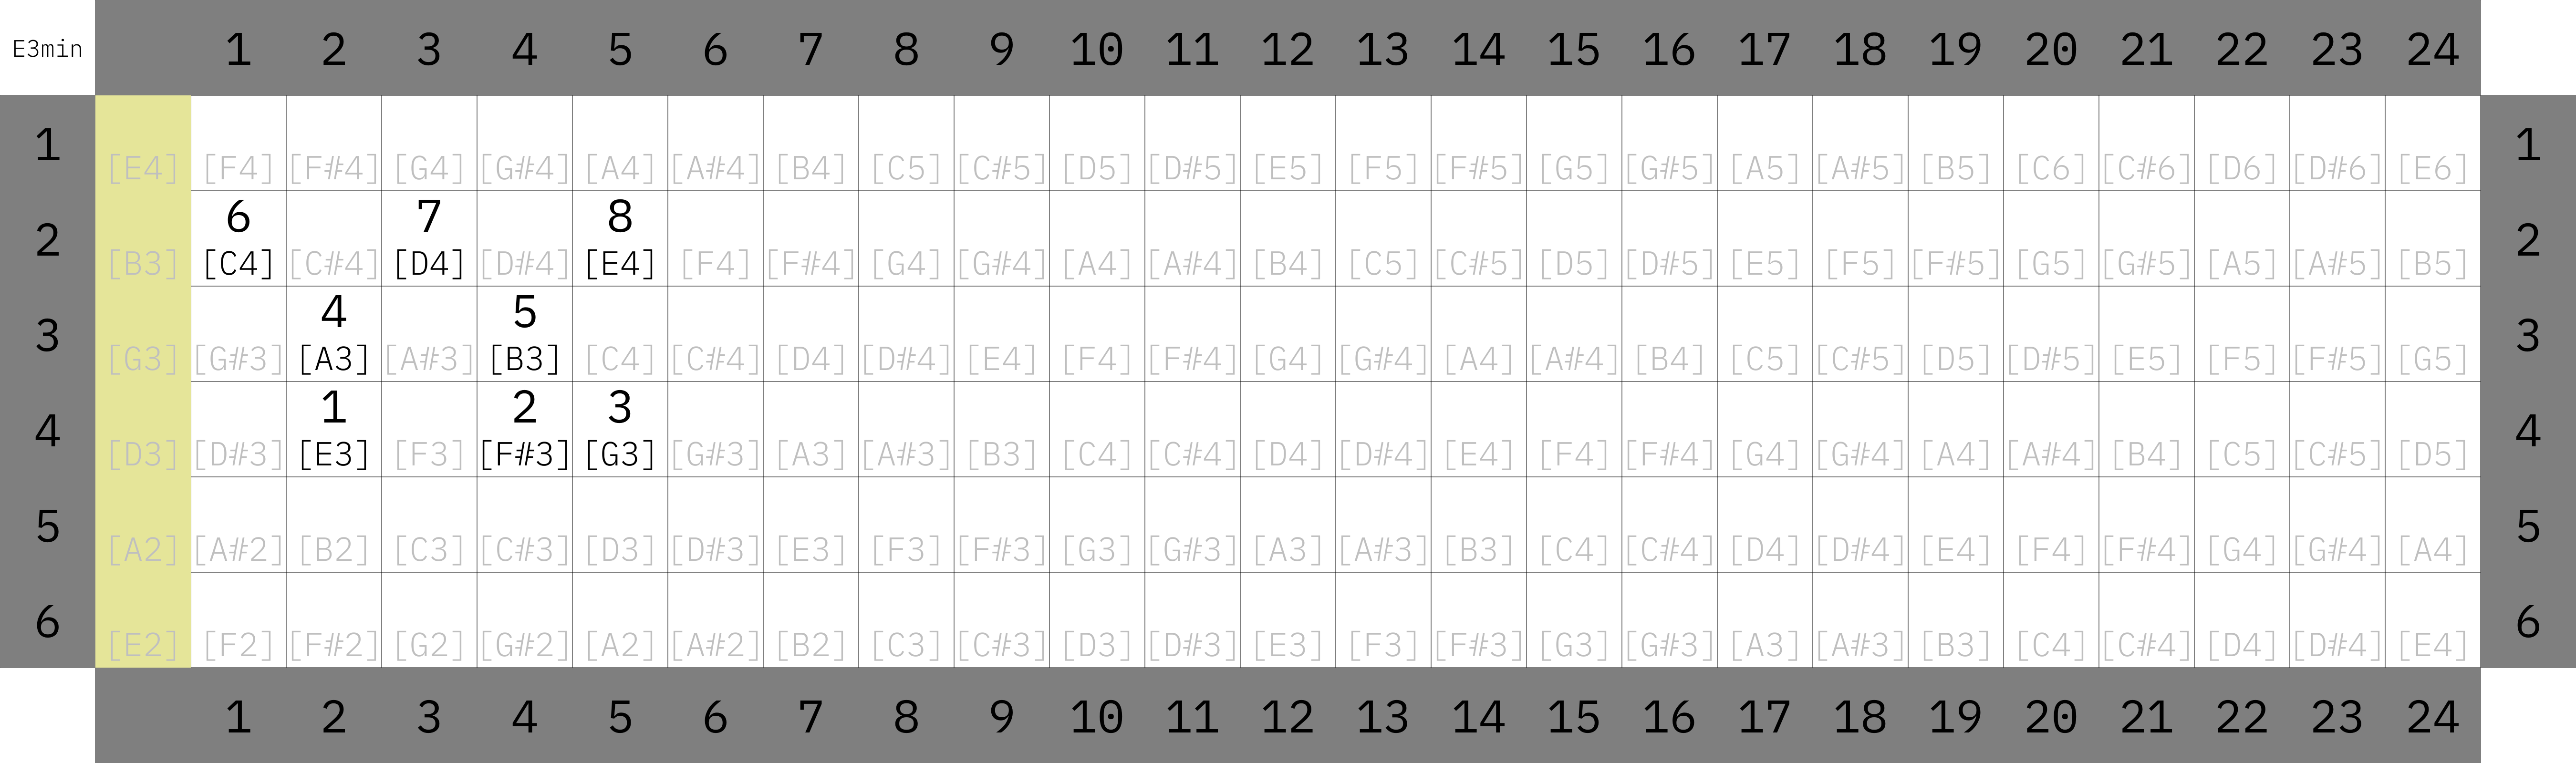 E3min 1 2 3 4 5 6 7 8 9 10 11 12 13 14 15 16 17 18 19 20 21 22 23 24
1 [E4] [F4] [F#4] [G4] [G#4] [A4] [A#4] [B4] [C5] [C#5] [D5] [D#5] [E5] [F5] [F#5] [G5] [G#5] [A5] [A#5] [B5] [C6] [C#6] [D6] [D#6] [E6] 1
6 7 8
2 [B3] [C4] [C#4] [D4] [D#4] [E4] [F4] [F#4] [G4] [G#4] [A4] [A#4] [B4] [C5] [C#5] [D5] [D#5] [E5] [F5] [F#5] [G5] [G#5] [A5] [A#5] [B5] 2
4 5
3 [G3] [G#3] [A3] [A#3] [B3] [C4] [C#4] [D4] [D#4] [E4] [F4] [F#4] [G4] [G#4] [A4] [A#4] [B4] [C5] [C#5] [D5] [D#5] [E5] [F5] [F#5] [G5] 3
1 2 3
4 [D3] [D#3] [E3] [F3] [F#3] [G3] [G#3] [A3] [A#3] [B3] [C4] [C#4] [D4] [D#4] [E4] [F4] [F#4] [G4] [G#4] [A4] [A#4] [B4] [C5] [C#5] [D5] 4
5 [A2] [A#2] [B2] [C3] [C#3] [D3] [D#3] [E3] [F3] [F#3] [G3] [G#3] [A3] [A#3] [B3] [C4] [C#4] [D4] [D#4] [E4] [F4] [F#4] [G4] [G#4] [A4] 5
6 [E2] [F2] [F#2] [G2] [G#2] [A2] [A#2] [B2] [C3] [C#3] [D3] [D#3] [E3] [F3] [F#3] [G3] [G#3] [A3] [A#3] [B3] [C4] [C#4] [D4] [D#4] [E4] 6
1 2 3 4 5 6 7 8 9 10 11 12 13 14 15 16 17 18 19 20 21 22 23 24